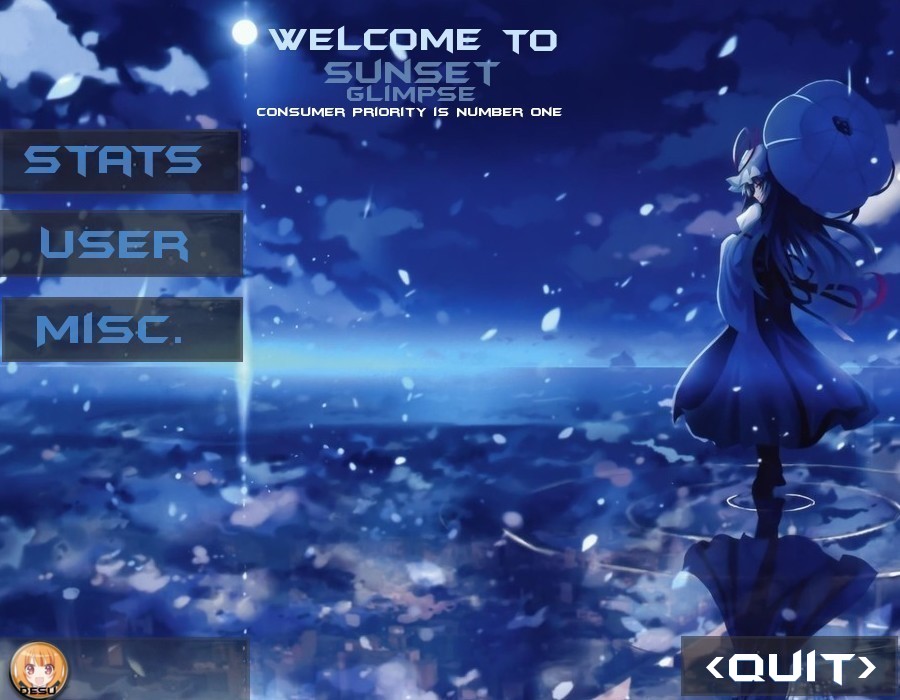 WELCOME TO
SUNSET
GLIMPSE
CONSUMER PRIORITY IS NUMBER ONE
STATS
USER
MISC.
DESU
<QUIT>